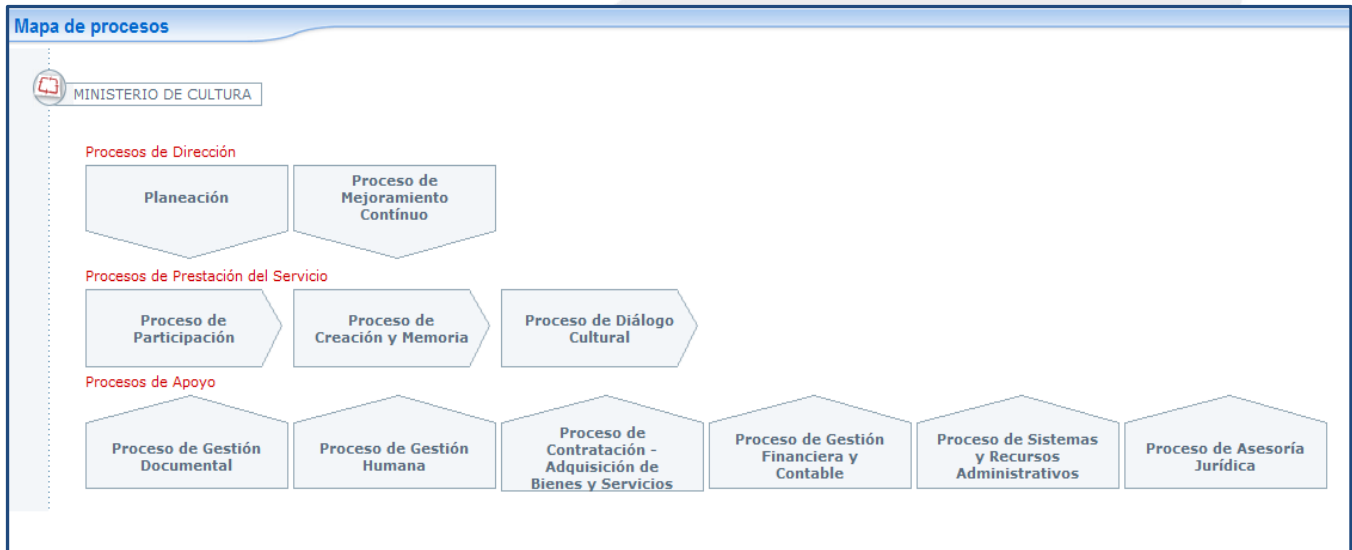 Mapa de procesos
MINISTERIO DE CULTURA
Procesos de Dirección
Planeación
Proceso de
Mejoramiento
Contínuo
Procesos de Prestación del Servicio
Proceso de
Participación
Proceso de
Creación y Memoria
Proceso de Diálogo
Cultural
Procesos de Apoyo
Proceso de Gestión
Documental
Proceso de Gestión
Humana
Proceso de
Contratación -
Adquisición de
Bienes y Servicios
Proceso de Gestión
Financiera y
Contable
Proceso de Sistemas
y Recursos
Administrativos
Proceso de Asesoría
Jurídica